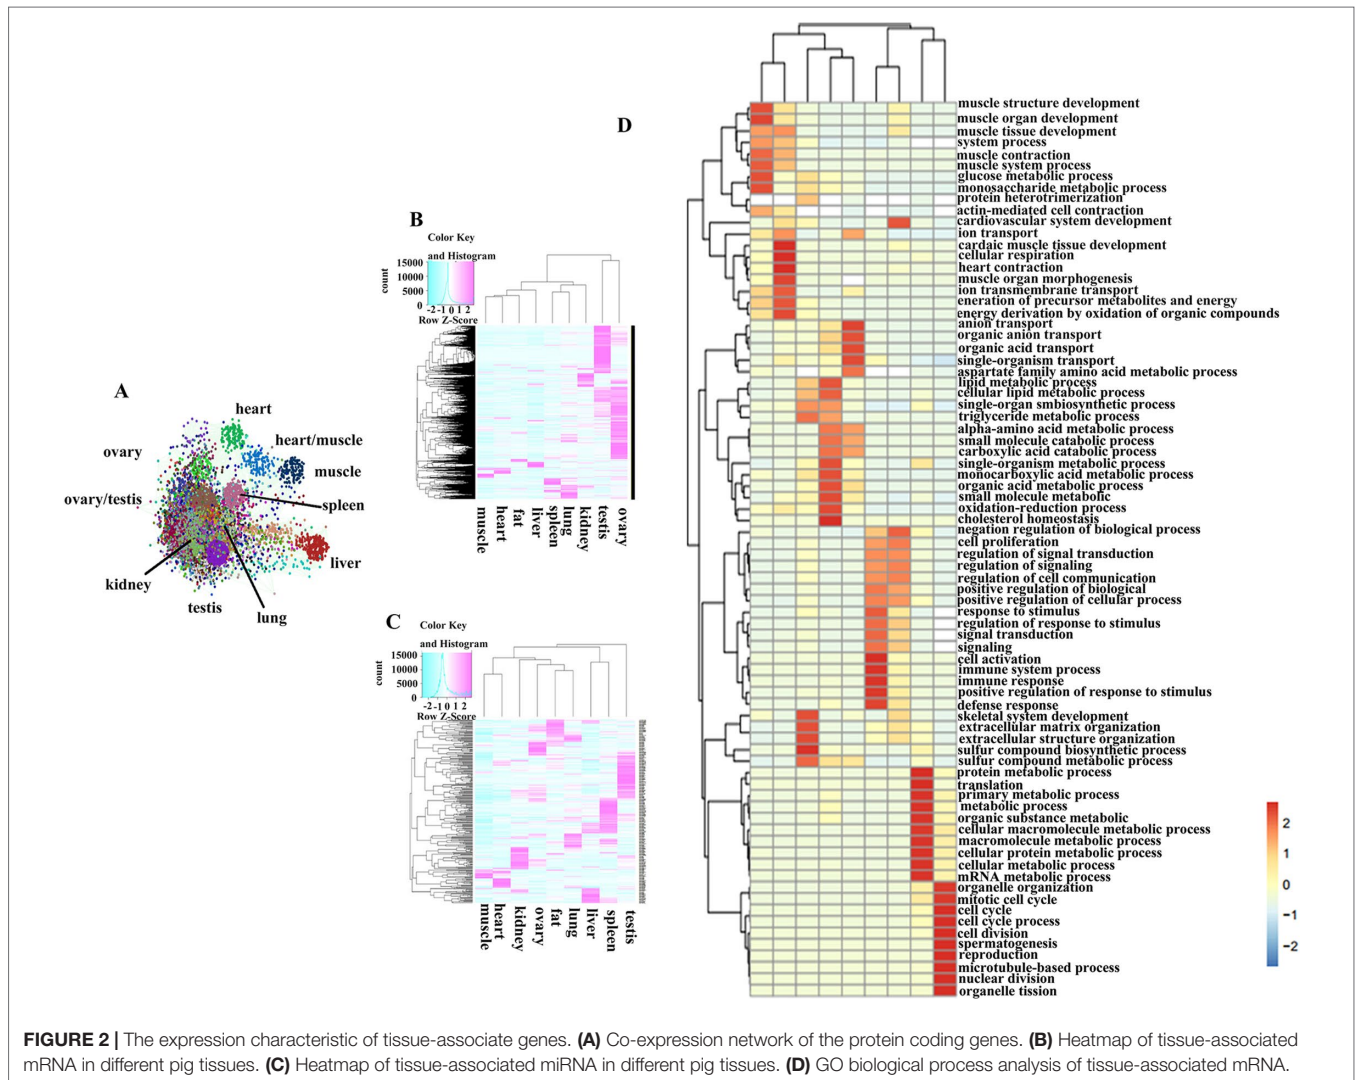 A
heart
heart/muscle
ovary
muscle
ovary/testis
spleen
liver
kidney
testis
lung
B
Color Key
and Histogram
count
15000
10000
5000
0
-2 -1 0 1 2
Row Z-Score
muscle
heart
fat
liver
spleen
lung
kidney
testis
ovary
C
Color Key
and Histogram
count
15000
10000
5000
0
-2 -1 0 1 2
Row Z-Score
muscle
heart
kidney
ovary
fat
lung
liver
spleen
testis
D
muscle structure development
muscle organ development
muscle tissue development
system process
muscle contraction
muscle system process
glucose metabolic process
monosaccharide metabolic process
protein heterotrimerization
actin-mediated cell contraction
cardiovascular system development
ion transport
cardaic muscle tissue development
cellular respiration
heart contraction
muscle organ morphogenesis
ion transmembrane transport
eneration of precursor metabolites and energy
energy derivation by oxidation of organic compounds
anion transport
organic anion transport
organic acid transport
single-organism transport
aspartate family amino acid metabolic process
lipid metabolic process
cellular lipid metabolic process
single-organ smbiosynthetic process
triglyceride metabolic process
alpha-amino acid metabolic process
small molecule catabolic process
carboxylic acid catabolic process
single-organism metabolic process
monocarboxylic acid metabolic process
organic acid metabolic process
small molecule metabolic
oxidation-reduction process
cholesterol homeostasis
negation regulation of biological process
cell proliferation
regulation of signal transduction
regulation of signaling
regulation of cell communication
positive regulation of biological
positive regulation of cellular process
response to stimulus
regulation of response to stimulus
signal transduction
signaling
cell activation
immune system process
immune response
positive regulation of response to stimulus
defense response
skeletal system development
extracellular matrix organization
extracellular structure organization
sulfur compound biosynthetic process
sulfur compound metabolic process
protein metabolic process
translation
primary metabolic process
metabolic process
organic substance metabolic
cellular macromolecule metabolic process
macromolecule metabolic process
cellular protein metabolic process
cellular metabolic process
mRNA metabolic process
organelle organization
mitotic cell cycle
cell cycle
cell cycle process
cell division
spermatogenesis
reproduction
microtubule-based process
nuclear division
organelle tission
2
1
0
−1
−2
FIGURE 2 | The expression characteristic of tissue-associate genes. (A) Co-expression network of the protein coding genes. (B) Heatmap of tissue-associated
mRNA in different pig tissues. (C) Heatmap of tissue-associated miRNA in different pig tissues. (D) GO biological process analysis of tissue-associated mRNA.